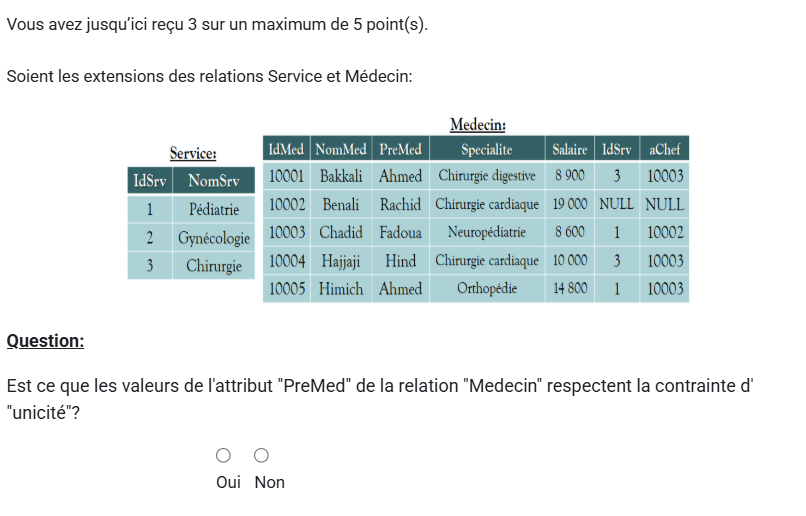 Vous avez jusqu’ici reçu 3 sur un maximum de 5 point(s).
Soient les extensions des relations Service et Médecin:
Service:
IdSrv NomSrv
1 Pédiatrie
2 Gynécologie
3 Chirurgie
Medecin:
IdMed NomMed PreMed Specialite Salaire IdSrv aChef
10001 Bakkali Ahmed Chirurgie digestive 8 900 3 10003
10002 Benali Rachid Chirurgie cardiaque 19 000 NULL NULL
10003 Chadid Fadoua Neuropédiatrie 8 600 1 10002
10004 Hajjaji Hind Chirurgie cardiaque 10 000 3 10003
10005 Himich Ahmed Orthopédie 14 800 1 10003
Question:
Est ce que les valeurs de l'attribut "PreMed" de la relation "Medecin" respectent la contrainte d'
"unicité"?
Oui Non